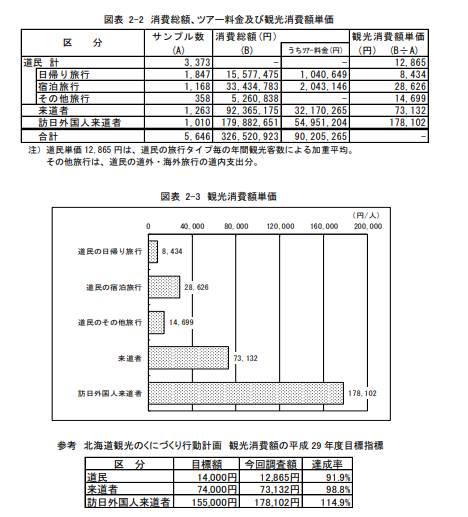 図表 2-2 消費総額、ツアー料金及び観光消費額単価
区 分 サンプル数 (A) 消費総額(円) (B) うちツアー料金(円) 観光消費額単価 (円) (B÷A)
道民 計 3,373 － － 12,865
日帰り旅行 1,847 15,577,475 1,040,649 8,434
宿泊旅行 1,168 33,434,783 2,043,146 28,626
その他旅行 358 5,260,838 － 14,699
来道者 1,263 92,365,175 32,170,265 73,132
訪日外国人来道者 1,010 179,882,651 54,951,204 178,102
合計 5,646 326,520,923 90,205,265 －
注）道民単価 12,865 円は、道民の旅行タイプ毎の年間観光客数による加重平均。
その他旅行は、道民の道外・海外旅行の道内支出分。
図表 2-3 観光消費額単価
(円/人)
0 40,000 80,000 120,000 160,000 200,000
道民の日帰り旅行 8,434
道民の宿泊旅行 28,626
道民のその他旅行 14,699
来道者 73,132
訪日外国人来道者 178,102
参考 北海道観光のくにづくり行動計画 観光消費額の平成 29 年度目標指標
区 分 目標額 今回調査額 達成率
道民 14,000円 12,865円 91.9%
来道者 74,000円 73,132円 98.8%
訪日外国人来道者 155,000円 178,102円 114.9%